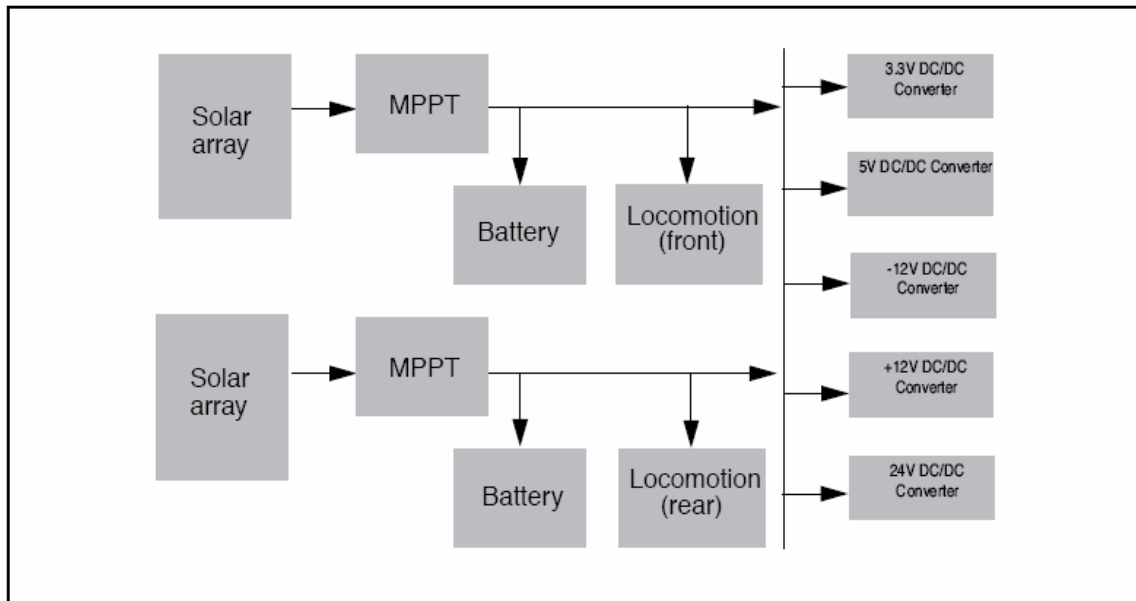 Solar
array
MPPT
Battery
Locomotion
(front)
Solar
array
MPPT
Battery
Locomotion
(rear)
3.3V DC/DC
Converter
5V DC/DC Converter
-12V DC/DC
Converter
+12V DC/DC
Converter
24V DC/DC
Converter